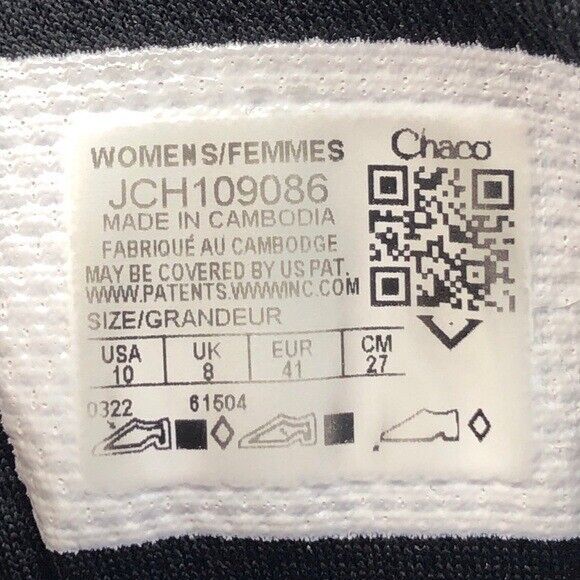 WOMENS/FEMMES
Chaco
JCH109086
MADE IN CAMBODIA
FABRIQUÉ AU CAMBODGE
MAY BE COVERED BY US PAT.
WWW.PATENTS.WWWINC.COM
SIZE/GRANDEUR
USA UK EUR CM
10 8 41 27
0322 61504